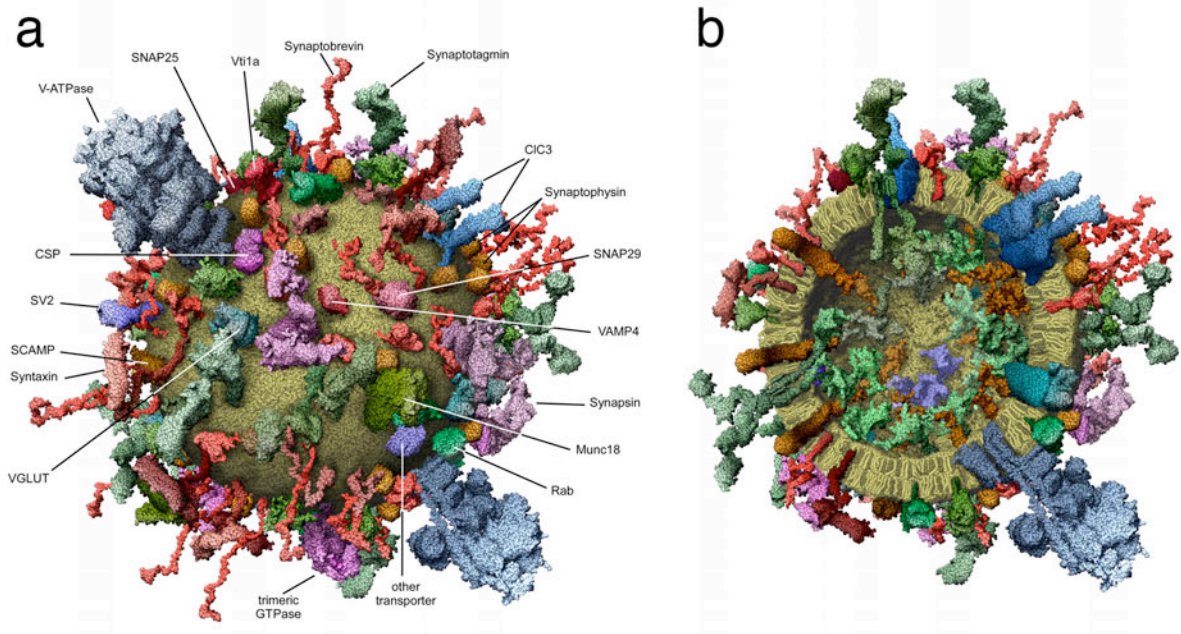 a
b
Synaptobrevin
SNAP25
Vti1a
Synaptotagmin
V-ATPase
ClC3
Synaptophysin
CSP
SNAP29
SV2
VAMP4
SCAMP
Syntaxin
Synapsin
Munc18
VGLUT
Rab
trimeric
GTPase
other
transporter